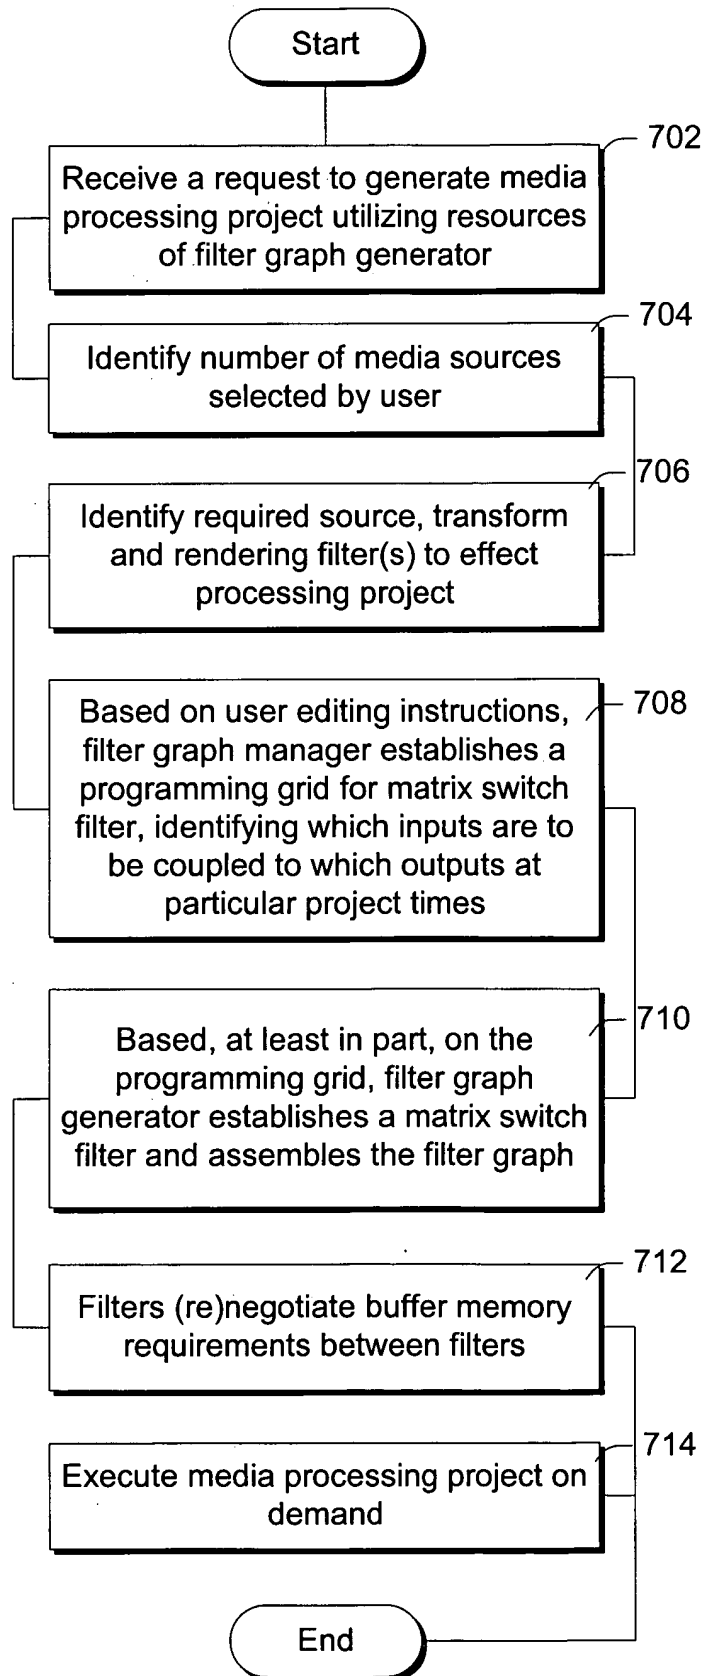 Start
702
Receive a request to generate media
processing project utilizing resources
of filter graph generator
704
Identify number of media sources
selected by user
706
Identify required source, transform
and rendering filter(s) to effect
processing project
708
Based on user editing instructions,
filter graph manager establishes a
programming grid for matrix switch
filter, identifying which inputs are to
be coupled to which outputs at
particular project times
710
Based, at least in part, on the
programming grid, filter graph
generator establishes a matrix switch
filter and assembles the filter graph
712
Filters (re)negotiate buffer memory
requirements between filters
714
Execute media processing project on
demand
End